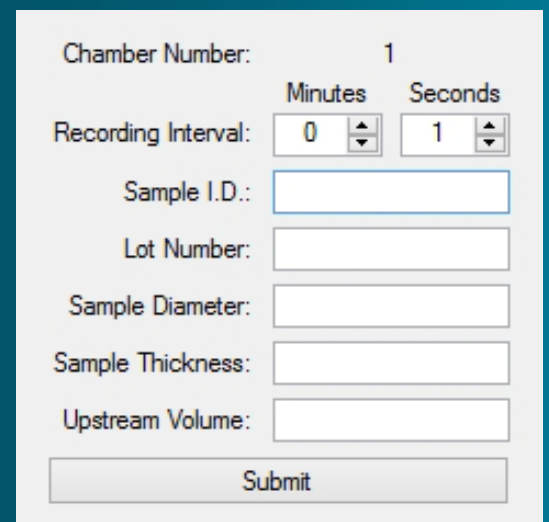 Chamber Number: 1
Minutes Seconds
Recording Interval: 0 1
Sample I.D.:
Lot Number:
Sample Diameter:
Sample Thickness:
Upstream Volume:
Submit